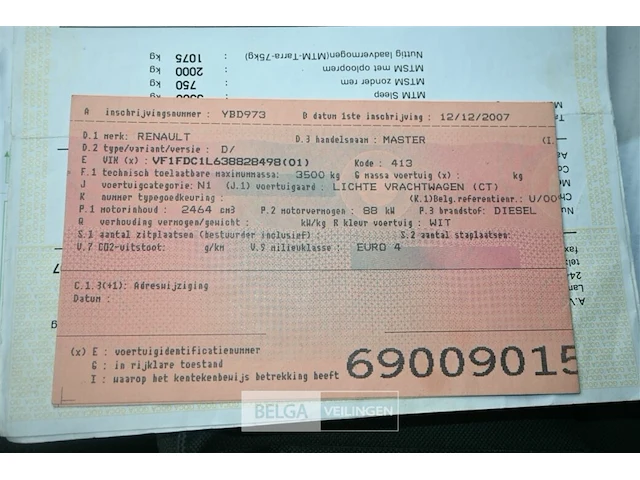 Nuttig laadvermogen(MTM-Tarra-75kg) : 1075 kg
MTSM met oplooprem : 2000 kg
MTSM zonder rem : 750 kg
MTM Sleep : kg
A inschrijvingsnummer : YBD973 B datum 1ste inschrijving : 12/12/2007
D.1 merk: RENAULT D.3 handelsnaam : MASTER (I.
D.2 type/variant/versie : D/
E VIN (x) : VF1FDC1L638828498(01) Kode : 413
F.1 technisch toelaatbare maximummassa: 3500 kg G massa voertuig (x) : kg
J voertuigcategorie: N1 (J.1) voertuigaard : LICHTE VRACHTWAGEN (CT)
K nummer typegoedkeuring : (K.1)Belg.referentienr.: U/00
P.1 motorinhoud : 2464 cm3 P.2 motorvermogen : 88 kW P.3 brandstof: DIESEL
Q verhouding vermogen/gewicht : kW/kg R kleur voertuig : WIT
S.1 aantal zitplaatsen (bestuurder inclusief) : S.2 aantal staplaatsen:
V.7 CO2-uitstoot: g/km V.9 milieuklasse : EURO 4
C.1.3(+1): Adreswijziging
Datum :
(x) E : voertuigidentificatienummer
G : in rijklare toestand
I : waarop het kentekenbewijs betrekking heeft
69009015
BELGA VEILINGEN